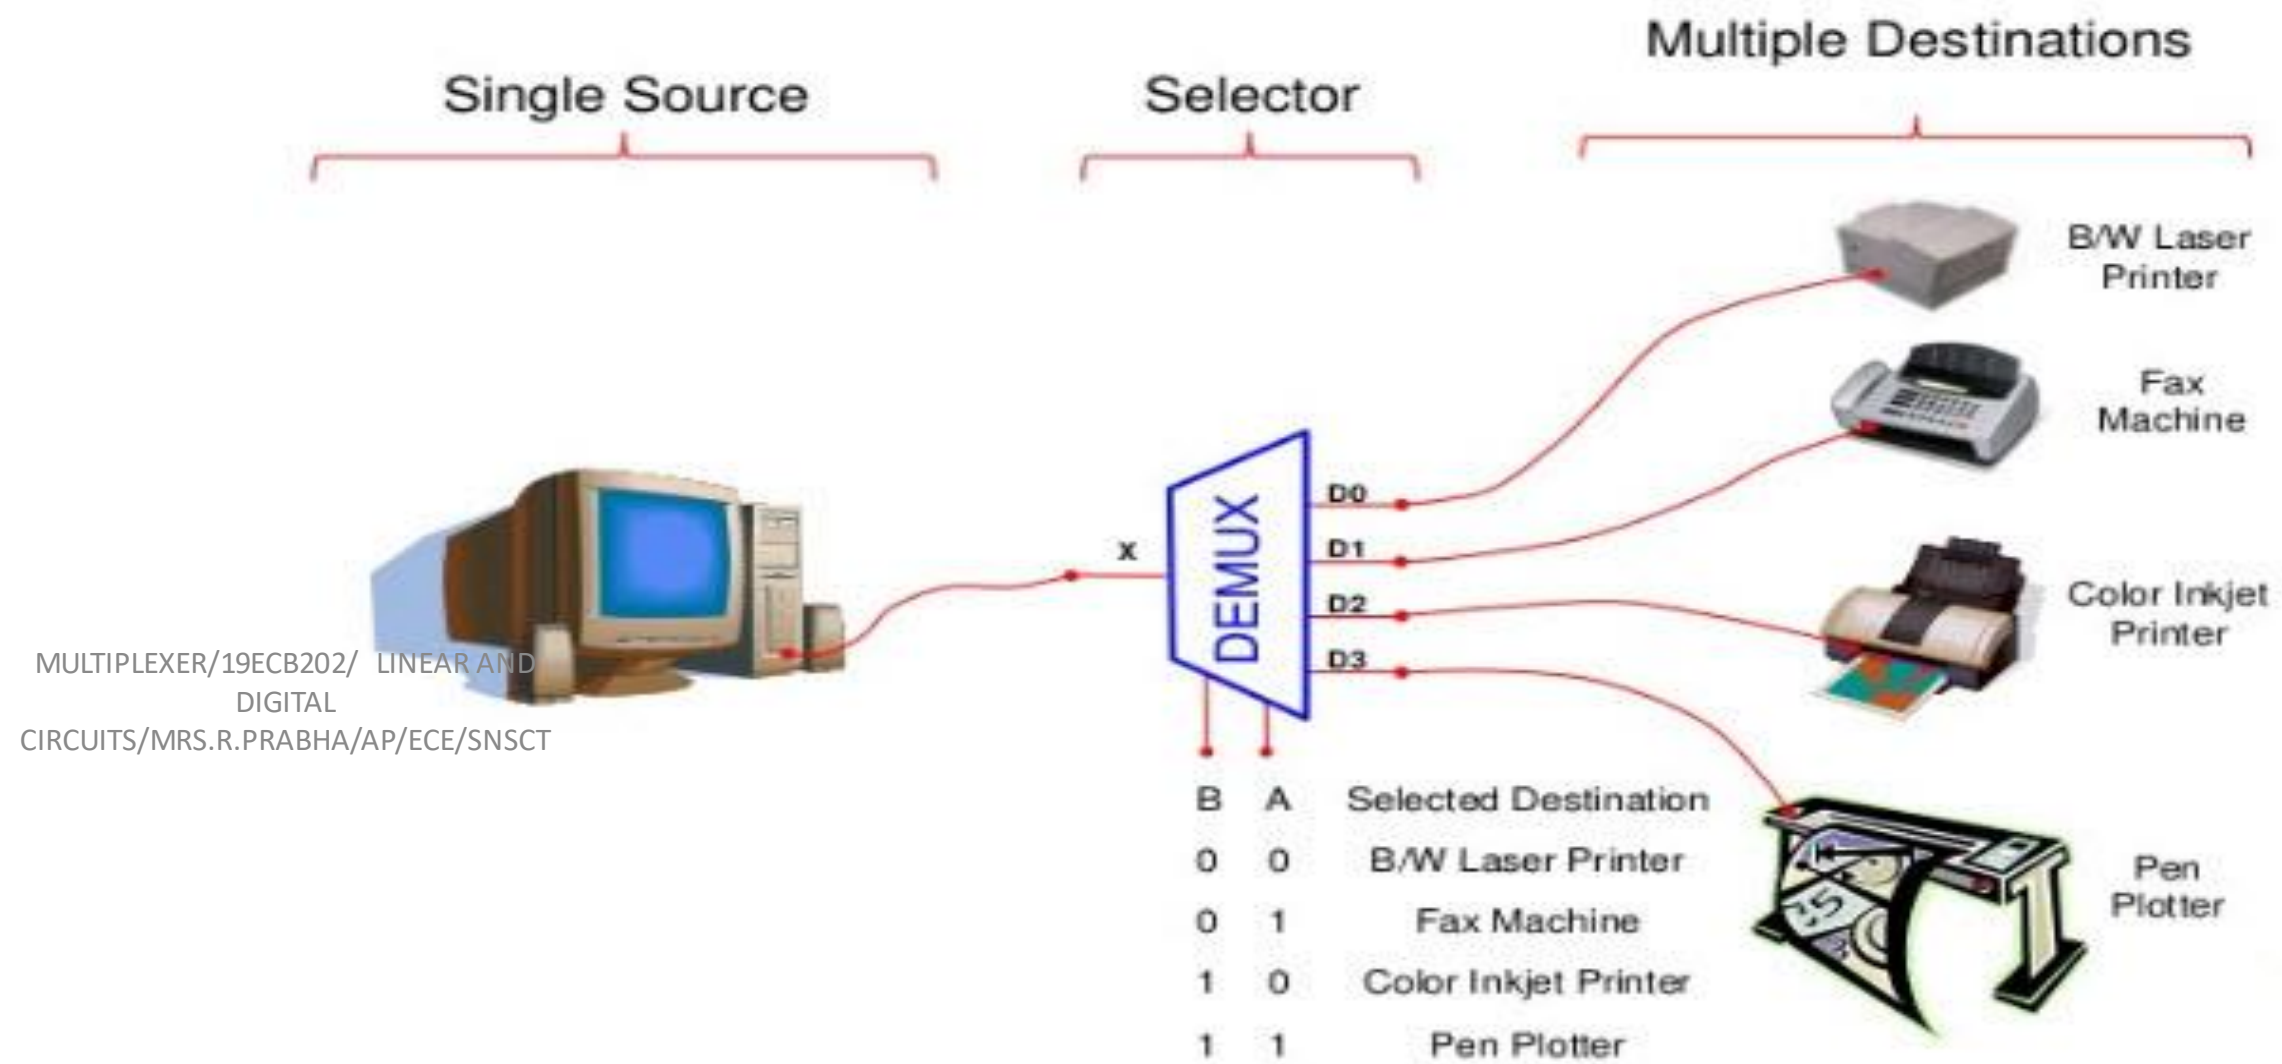 Multiple Destinations
Single Source
Selector
B/W Laser
Printer
Fax
Machine
D0
X
D1
DEMUX
D2
Color Inkjet
Printer
D3
MULTIPLEXER/19ECB202/ LINEAR AND
DIGITAL
CIRCUITS/MRS.R.PRABHA/AP/ECE/SNSCT
B A Selected Destination
0 0 B/W Laser Printer
0 1 Fax Machine
1 0 Color Inkjet Printer
1 1 Pen Plotter
Pen
Plotter